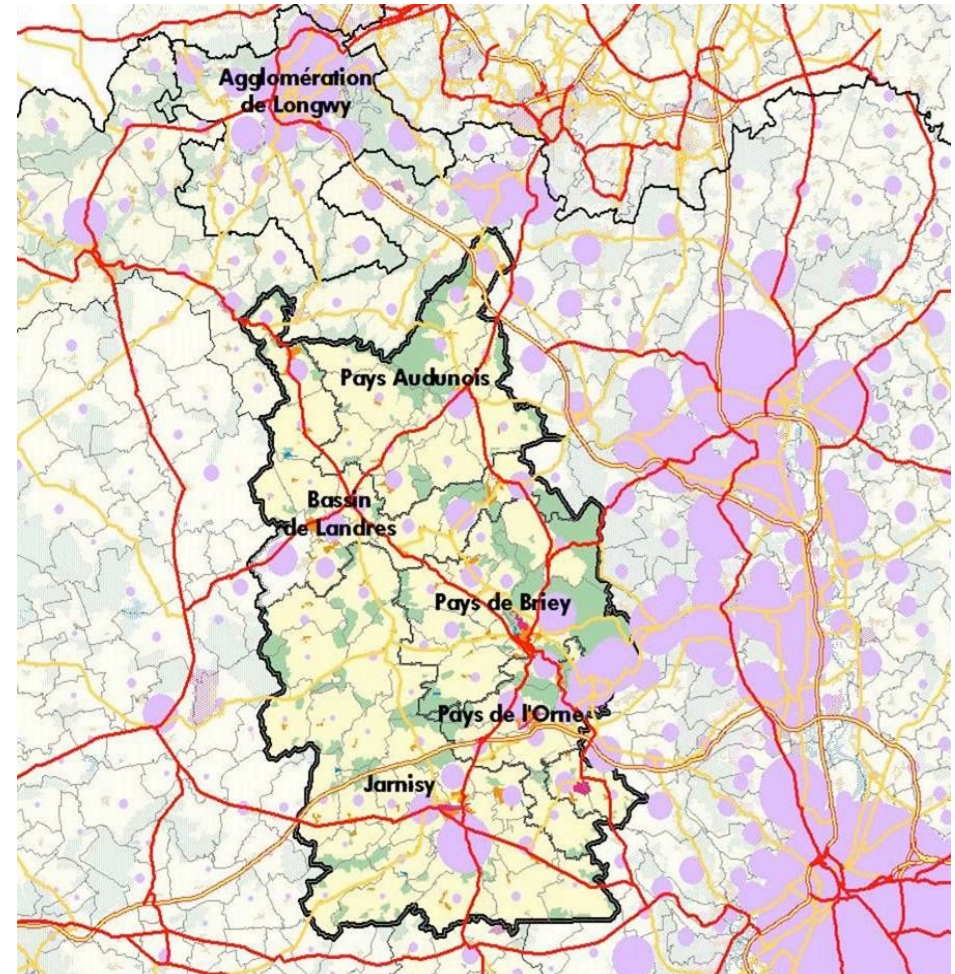 Agglomération
de Longwy
Pays Audunois
Bassin
de Landres
Pays de Briey
Pays de l'Orne
Jarnisy